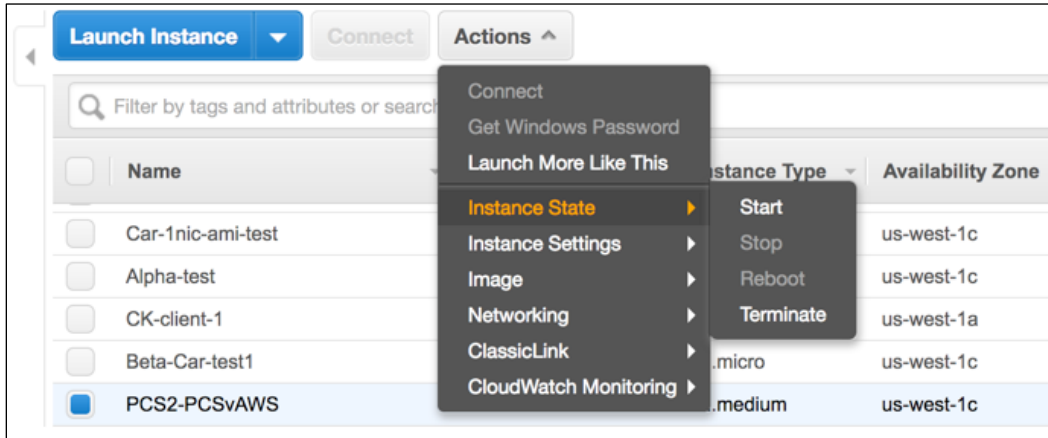 Launch Instance Connect Actions
Filter by tags and attributes or search
Connect
Get Windows Password
Launch More Like This
Name Instance Type Availability Zone
Instance State Start
Car-1nic-ami-test us-west-1c
Instance Settings Stop
Alpha-test Image Reboot us-west-1c
CK-client-1 Networking Terminate us-west-1a
ClassicLink
Beta-Car-test1 .micro us-west-1c
CloudWatch Monitoring
PCS2-PCSvAWS .medium us-west-1c